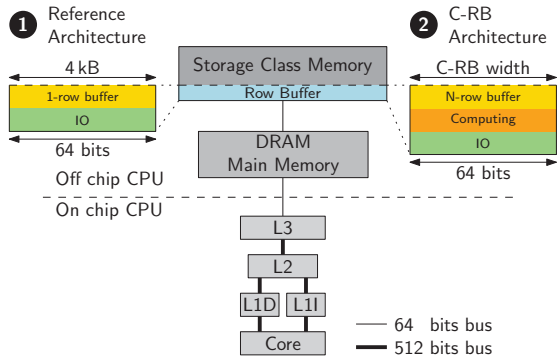 1 Reference
Architecture
4 kB
1-row buffer
IO
64 bits
Storage Class Memory
Row Buffer
DRAM
Main Memory
2 C-RB
Architecture
C-RB width
N-row buffer
Computing
IO
64 bits
Off chip CPU
On chip CPU
L3
L2
L1D
L1I
Core
64 bits bus
512 bits bus